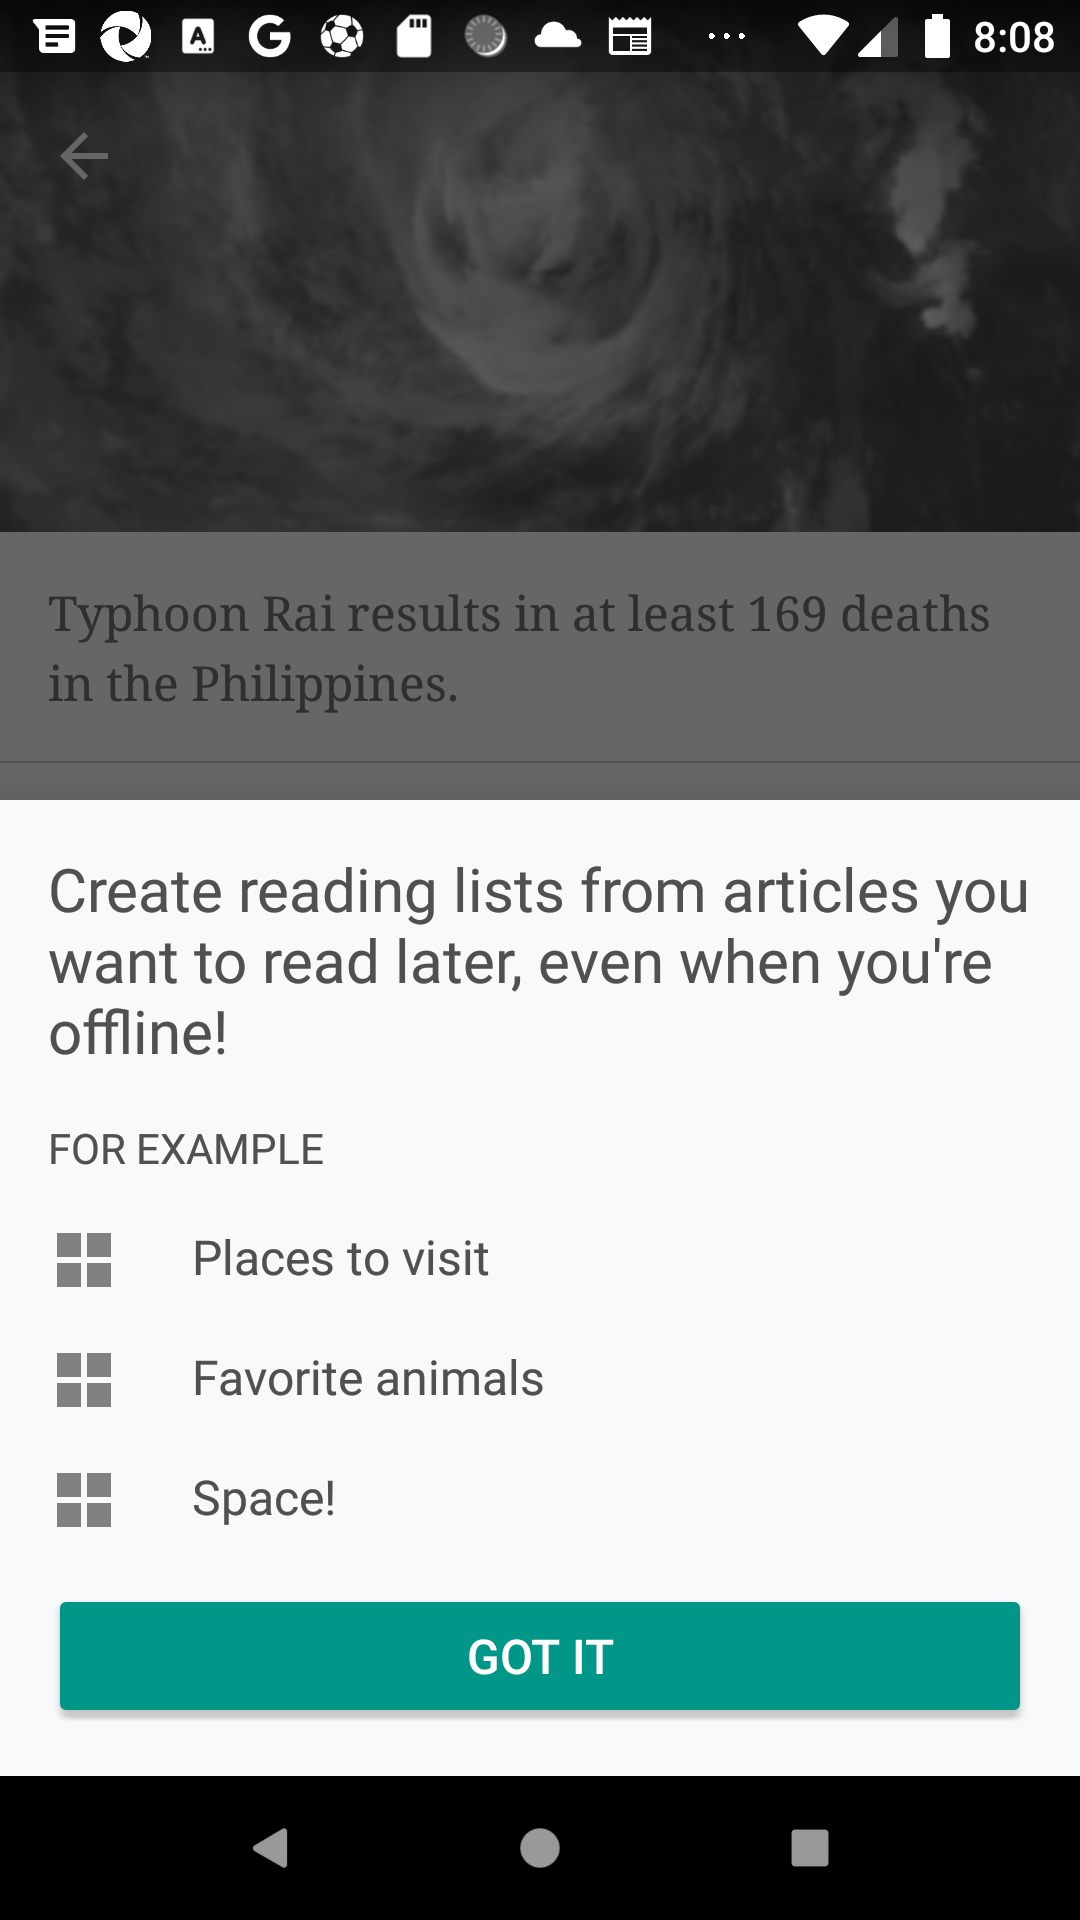 8:08
Typhoon Rai results in at least 169 deaths
in the Philippines.
Create reading lists from articles you
want to read later, even when you're
offline!
FOR EXAMPLE
Places to visit
Favorite animals
Space!
GOT IT